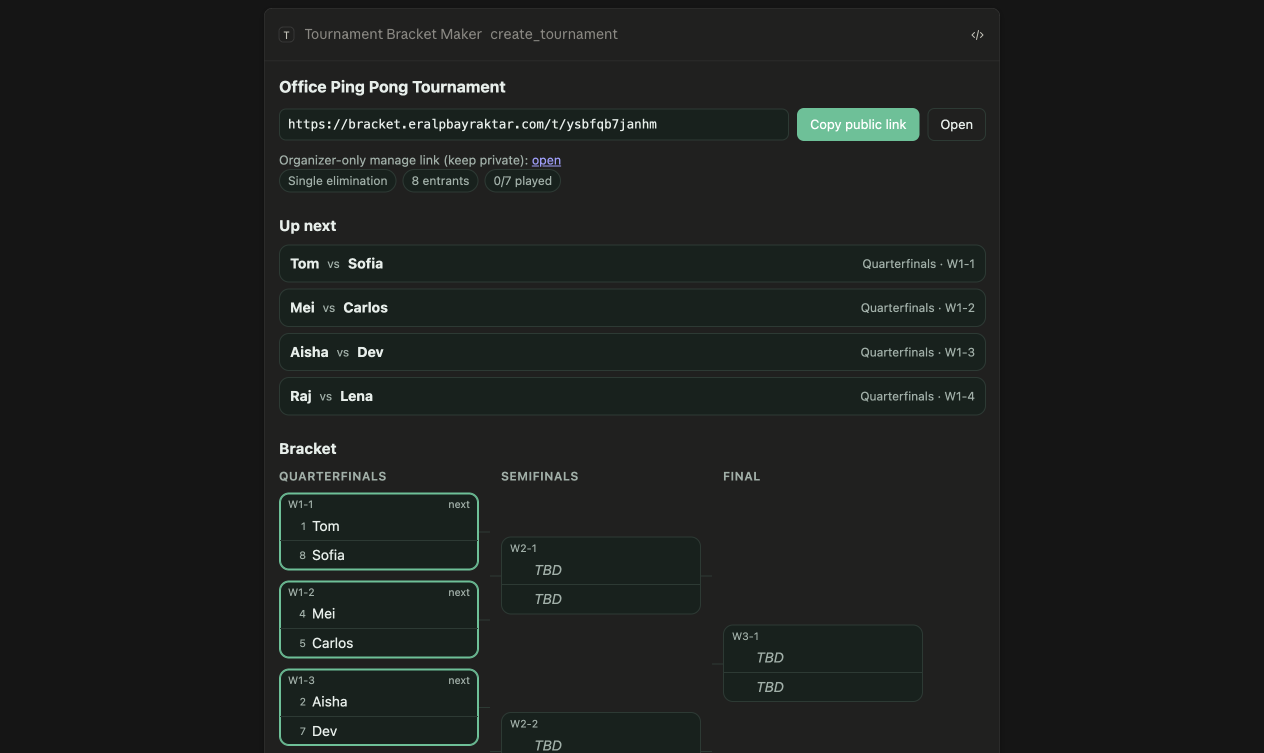 T Tournament Bracket Maker create_tournament </>
Office Ping Pong Tournament
https://bracket.eralpbayraktar.com/t/ysbfqb7janhm Copy public link Open
Organizer-only manage link (keep private): open
Single elimination 8 entrants 0/7 played
Up next
Tom vs Sofia Quarterfinals · W1-1
Mei vs Carlos Quarterfinals · W1-2
Aisha vs Dev Quarterfinals · W1-3
Raj vs Lena Quarterfinals · W1-4
Bracket
QUARTERFINALS SEMIFINALS FINAL
W1-1 next
1 Tom
8 Sofia
W1-2 next
4 Mei
5 Carlos
W1-3 next
2 Aisha
7 Dev
W2-1
TBD
TBD
W2-2
TBD
W3-1
TBD
TBD